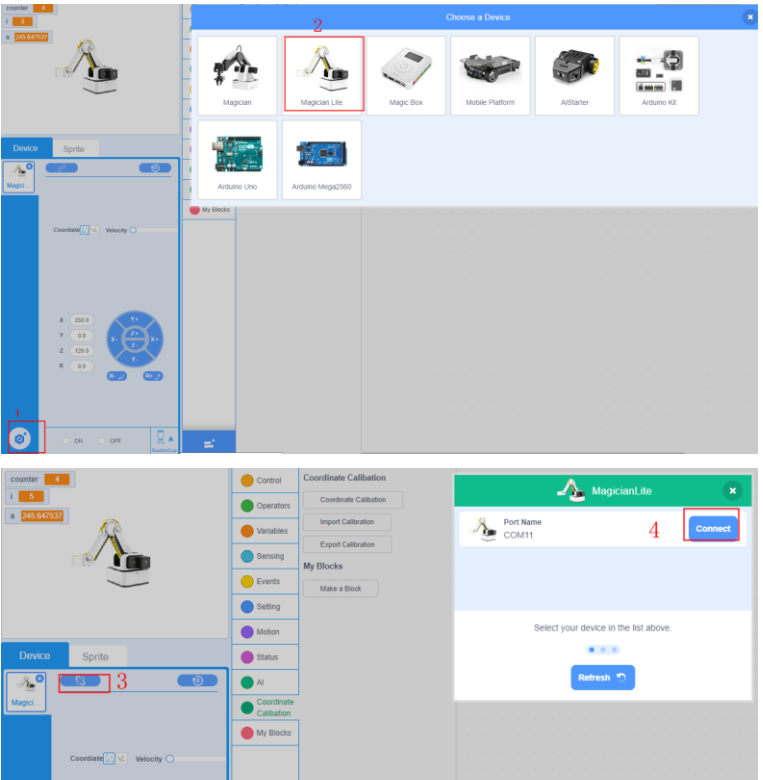 counter 4
i 5
a 245.647537
Choose a Device
2
Magician
Magician Lite
Magic Box
Mobile Platform
AIStarter
Arduino Kit
Arduino Uno
Arduino Mega2560
Device
Sprite
Magici...
My Blocks
Coordiate
Velocity
X 250.0
Y 0.0
Z 120.0
R 0.0
Y+
Z+
X-
X+
Z-
Y-
R-
R+
1
ON
OFF
SuctionCup
counter 4
i 5
a 245.647537
Control
Operators
Variables
Sensing
Events
Setting
Motion
Status
AI
Coordinate
Calibation
My Blocks
Coordinate Calibation
Coordinate Calibation
Import Calibration
Export Calibration
My Blocks
Make a Block
MagicianLite
Port Name
COM11
4
Connect
Select your device in the list above.
Refresh
Device
Sprite
Magici...
3
Coordiate
Velocity